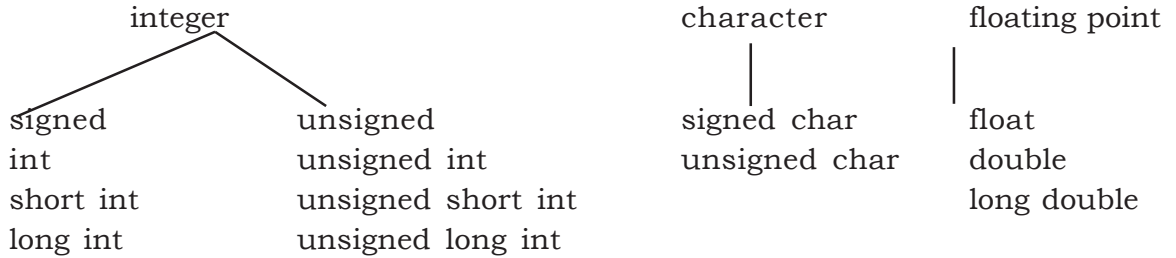 integer character floating point
signed unsigned signed char float
int unsigned int unsigned char double
short int unsigned short int long double
long int unsigned long int